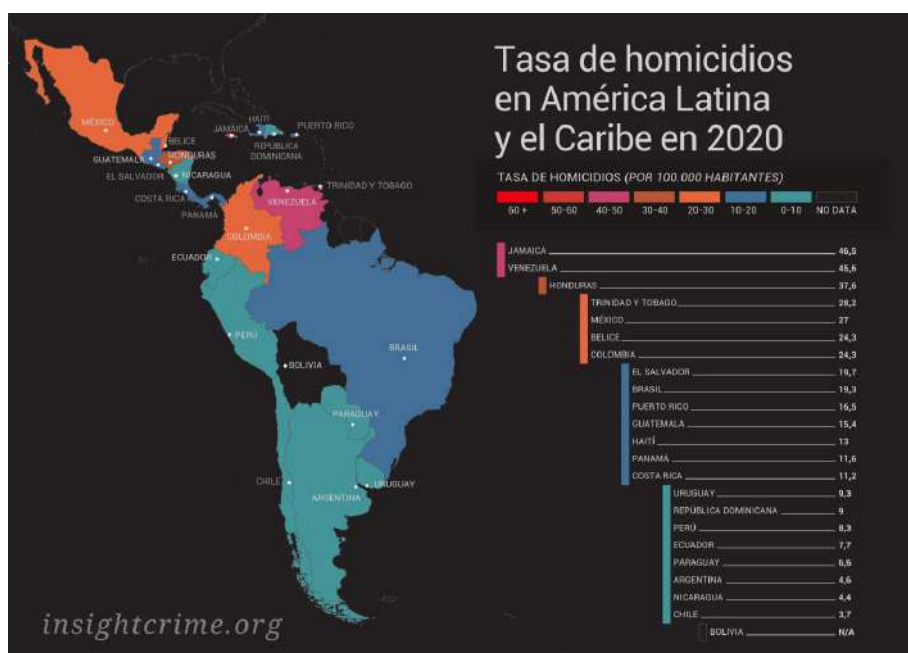 Tasa de homicidios
en América Latina
y el Caribe en 2020
TASA DE HOMICIDIOS (POR 100.000 HABITANTES)
60 + 50-60 40-50 30-40 20-30 10-20 0-10 NO DATA
JAMAICA 46,5
VENEZUELA 45,6
HONDURAS 37,6
TRINIDAD Y TOBAGO 28,2
MÉXICO 27
BELICE 24,3
COLOMBIA 24,3
EL SALVADOR 19,7
BRASIL 19,3
PUERTO RICO 16,5
GUATEMALA 15,4
HAITÍ 13
PANAMÁ 11,6
COSTA RICA 11,2
URUGUAY 9,3
REPÚBLICA DOMINICANA 9
PERÚ 8,3
ECUADOR 7,7
PARAGUAY 6,6
ARGENTINA 4,6
NICARAGUA 4,4
CHILE 3,7
BOLIVIA N/A
MÉXICO
HAITÍ
JAMAICA
PUERTO RICO
REPÚBLICA
DOMINICANA
BELICE
GUATEMALA
HONDURAS
EL SALVADOR
NICARAGUA
COSTA RICA
PANAMÁ
TRINIDAD Y TOBAGO
VENEZUELA
COLOMBIA
ECUADOR
PERÚ
BRASIL
BOLIVIA
PARAGUAY
CHILE
URUGUAY
ARGENTINA
insightcrime.org